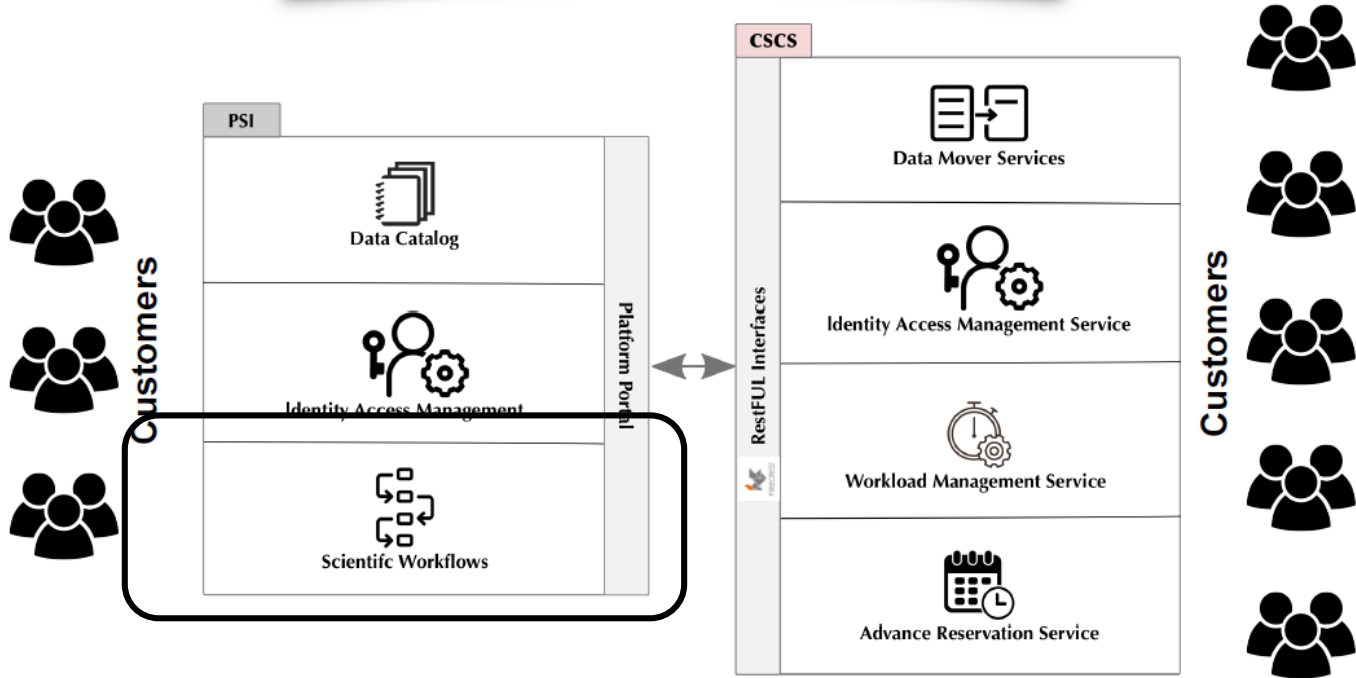 PSI
Data Catalog
Identity Access Management
Scientifc Workflows
Platform Portal
Customers
CSCS
RestFUL Interfaces
FIRECREST
Data Mover Services
Identity Access Management Service
Workload Management Service
Advance Reservation Service
Customers